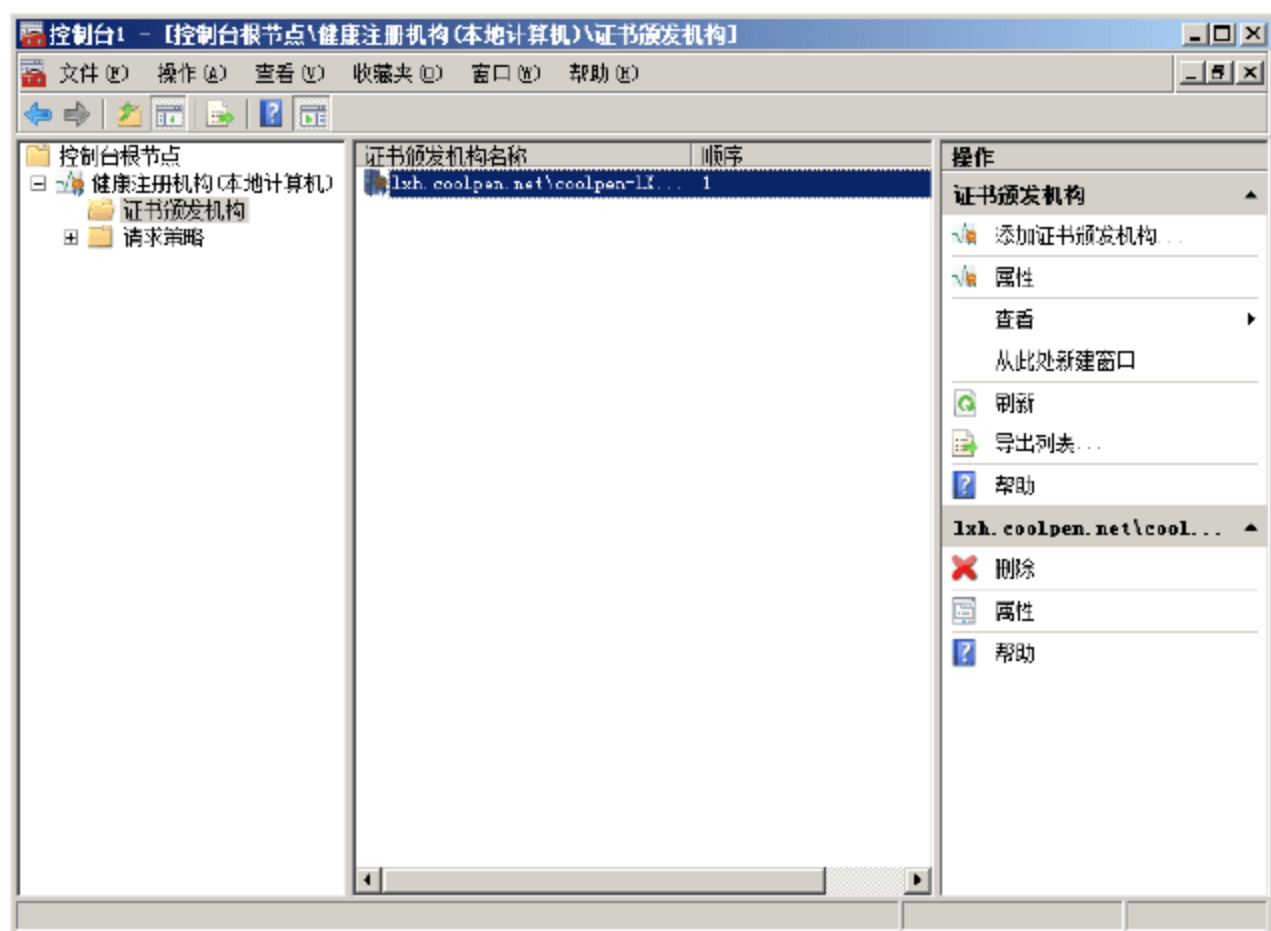 控制台1 - [控制台根节点\健康注册机构(本地计算机)\证书颁发机构]
文件(F) 操作(A) 查看(V) 收藏夹(O) 窗口(W) 帮助(H)
控制台根节点
健康注册机构(本地计算机)
证书颁发机构
请求策略
证书颁发机构名称 顺序
lxh.coolpen.net\coolpen-LX... 1
操作
证书颁发机构
添加证书颁发机构...
属性
查看
从此处新建窗口
刷新
导出列表...
帮助
lxh.coolpen.net\cool...
删除
属性
帮助